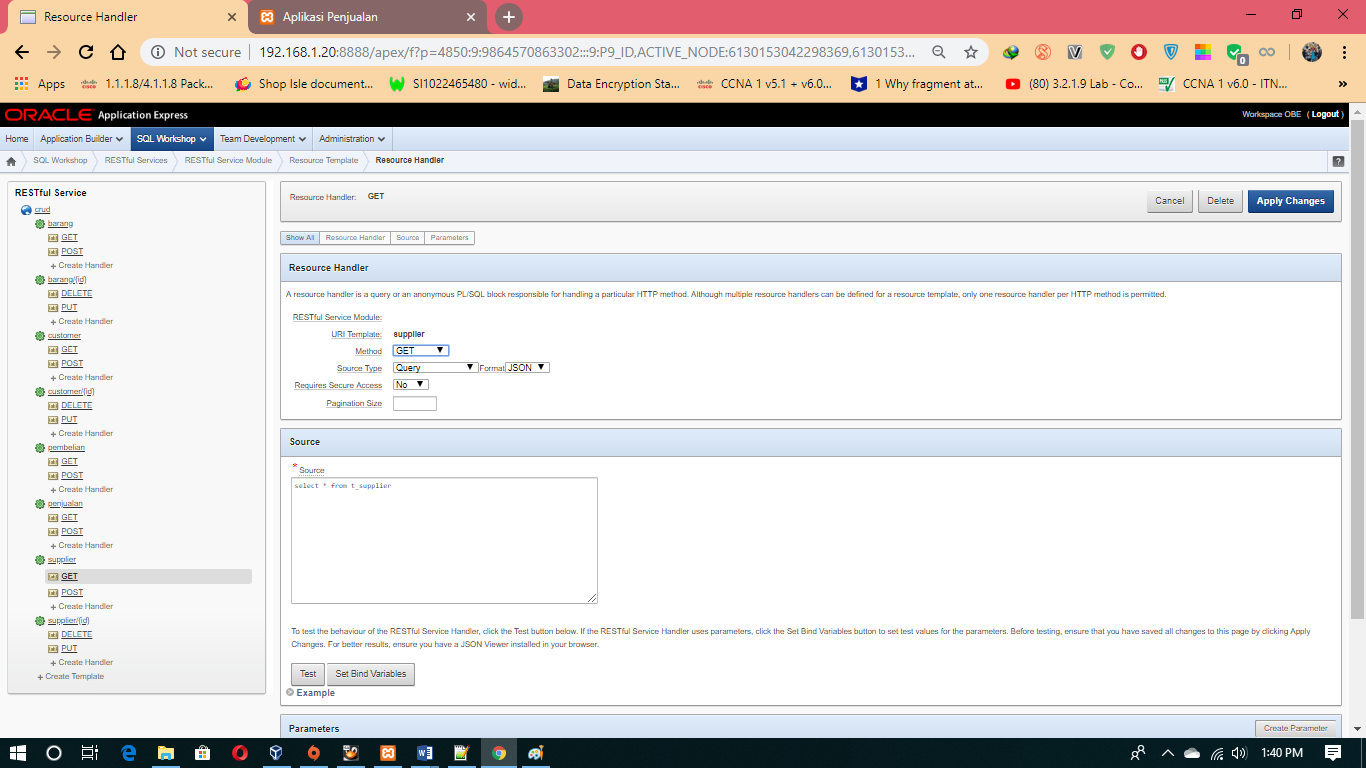 Resource Handler
Aplikasi Penjualan
Not secure | 192.168.1.20:8888/apex/f?p=4850:9:9864570863302:::9:P9_ID,ACTIVE_NODE:6130153042298369,6130153...
Apps
1.1.1.8/4.1.1.8 Pack...
Shop Isle document...
SI1022465480 - wid...
Data Encryption Sta...
CCNA 1 v5.1 + v6.0...
1 Why fragment at...
(80) 3.2.1.9 Lab - Co...
CCNA 1 v6.0 - ITN...
ORACLE Application Express
Workspace OBE ( Logout )
Home Application Builder SQL Workshop Team Development Administration
SQL Workshop RESTful Services RESTful Service Module Resource Template Resource Handler
RESTful Service
crud
barang
GET
POST
Create Handler
barang/{id}
DELETE
PUT
Create Handler
customer
GET
POST
Create Handler
customer/{id}
DELETE
PUT
Create Handler
pembelian
GET
POST
Create Handler
penjualan
GET
POST
Create Handler
supplier
GET
POST
Create Handler
supplier/{id}
DELETE
PUT
Create Handler
Create Template
Resource Handler: GET
Cancel Delete Apply Changes
Show All Resource Handler Source Parameters
Resource Handler
A resource handler is a query or an anonymous PL/SQL block responsible for handling a particular HTTP method. Although multiple resource handlers can be defined for a resource template, only one resource handler per HTTP method is permitted.
RESTful Service Module:
URI Template: supplier
Method GET
Source Type Query Format JSON
Requires Secure Access No
Pagination Size
Source
* Source
select * from t_supplier
To test the behaviour of the RESTful Service Handler, click the Test button below. If the RESTful Service Handler uses parameters, click the Set Bind Variables button to set test values for the parameters. Before testing, ensure that you have saved all changes to this page by clicking Apply
Changes. For better results, ensure you have a JSON Viewer installed in your browser.
Test Set Bind Variables
Example
Parameters
Create Parameter
1:40 PM